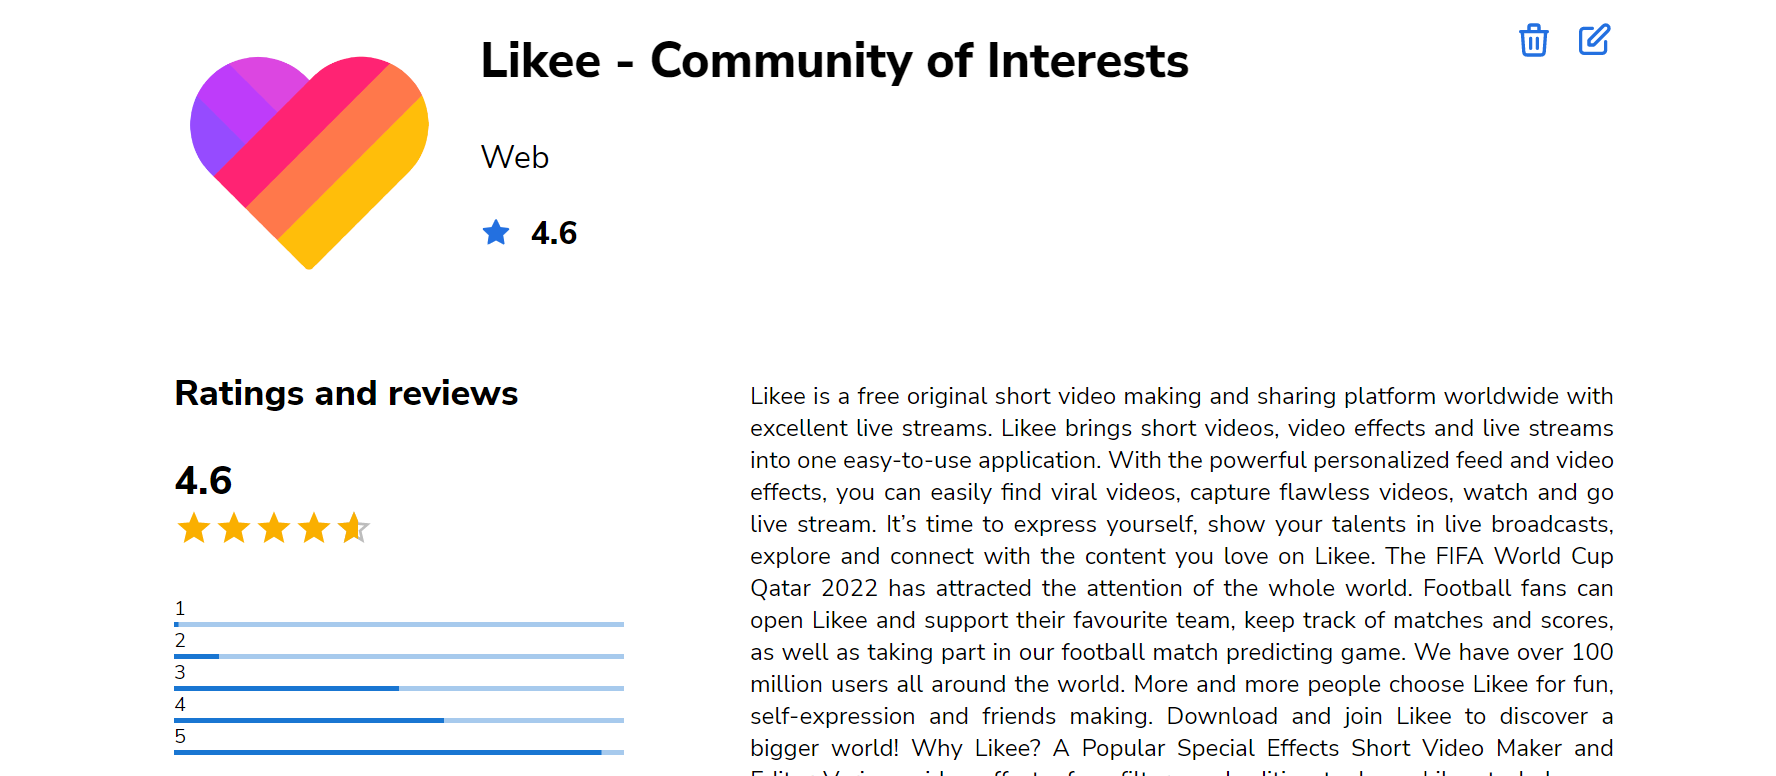 Likee - Community of Interests
Web
4.6
Ratings and reviews
4.6
1
2
3
4
5
Likee is a free original short video making and sharing platform worldwide with
excellent live streams. Likee brings short videos, video effects and live streams
into one easy-to-use application. With the powerful personalized feed and video
effects, you can easily find viral videos, capture flawless videos, watch and go
live stream. It’s time to express yourself, show your talents in live broadcasts,
explore and connect with the content you love on Likee. The FIFA World Cup
Qatar 2022 has attracted the attention of the whole world. Football fans can
open Likee and support their favourite team, keep track of matches and scores,
as well as taking part in our football match predicting game. We have over 100
million users all around the world. More and more people choose Likee for fun,
self-expression and friends making. Download and join Likee to discover a
bigger world! Why Likee? A Popular Special Effects Short Video Maker and